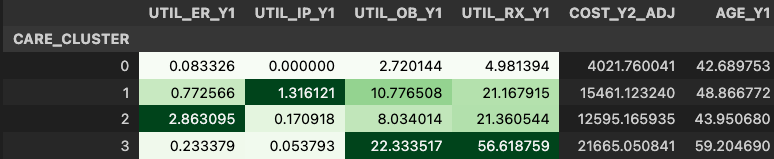 UTIL_ER_Y1 UTIL_IP_Y1 UTIL_OB_Y1 UTIL_RX_Y1 COST_Y2_ADJ AGE_Y1
CARE_CLUSTER
0 0.083326 0.000000 2.720144 4.981394 4021.760041 42.689753
1 0.772566 1.316121 10.776508 21.167915 15461.123240 48.866772
2 2.863095 0.170918 8.034014 21.360544 12595.165935 43.950680
3 0.233379 0.053793 22.333517 56.618759 21665.050841 59.204690